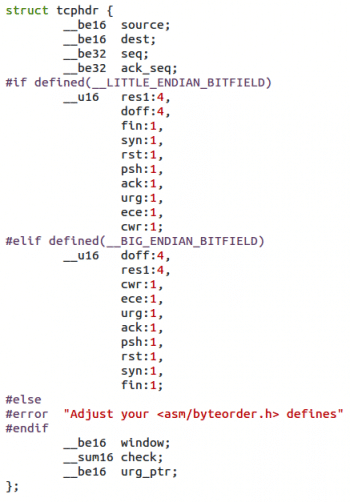 struct tcphdr {
        __be16  source;
        __be16  dest;
        __be32  seq;
        __be32  ack_seq;
#if defined(__LITTLE_ENDIAN_BITFIELD)
        __u16   res1:4,
                doff:4,
                fin:1,
                syn:1,
                rst:1,
                psh:1,
                ack:1,
                urg:1,
                ece:1,
                cwr:1;
#elif defined(__BIG_ENDIAN_BITFIELD)
        __u16   doff:4,
                res1:4,
                cwr:1,
                ece:1,
                urg:1,
                ack:1,
                psh:1,
                rst:1,
                syn:1,
                fin:1;
#else
#error  "Adjust your <asm/byteorder.h> defines"
#endif
        __be16  window;
        __sum16 check;
        __be16  urg_ptr;
};